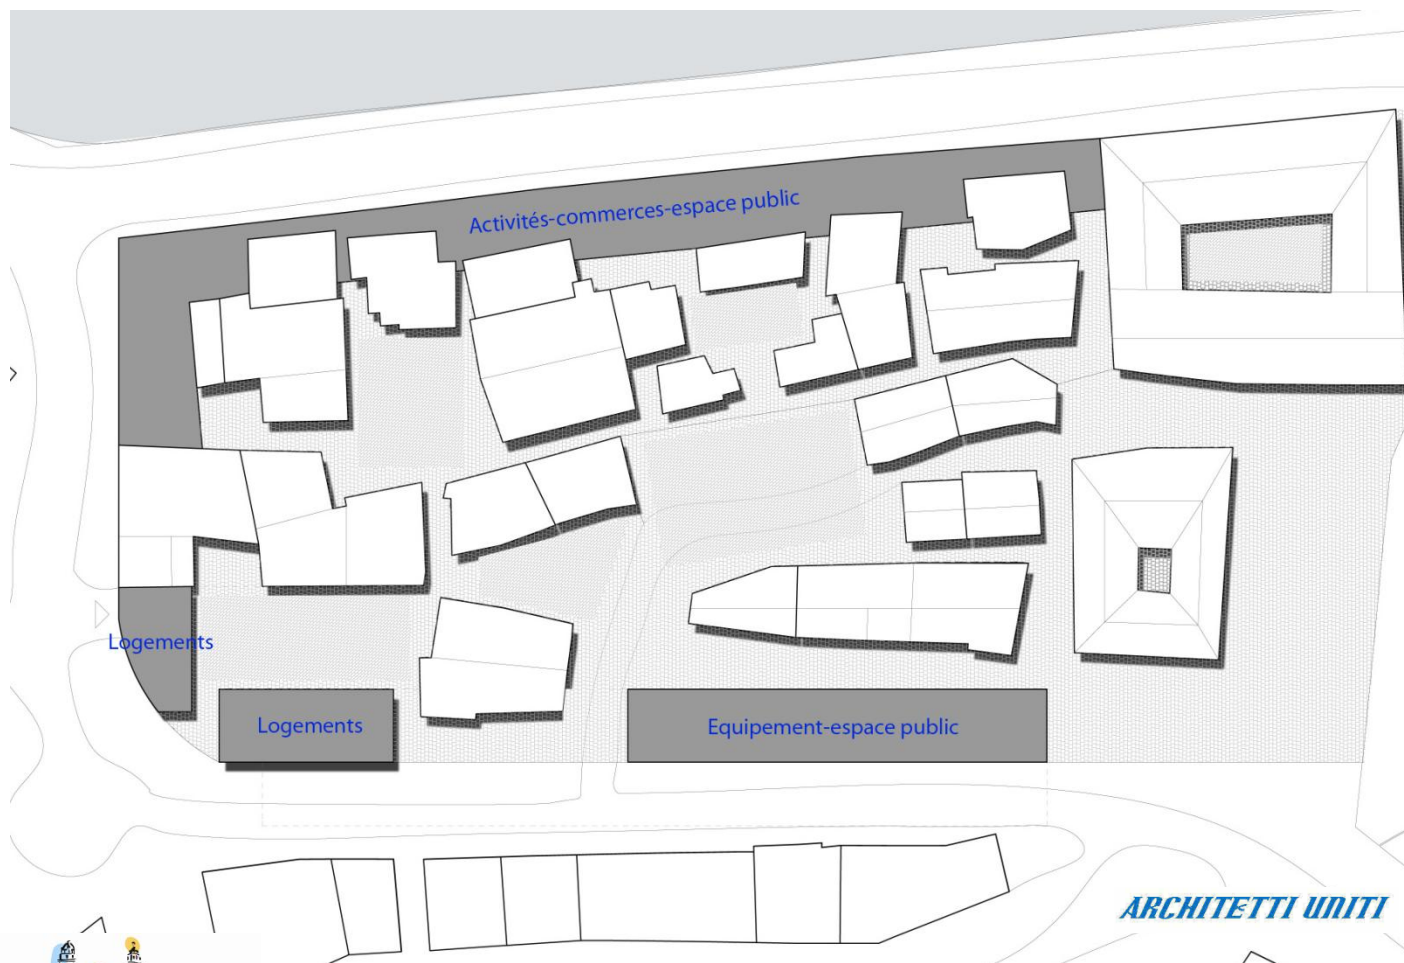 Activités-commerces-espace public
Logements
Logements
Equipement-espace public
ARCHITETTI UNITI